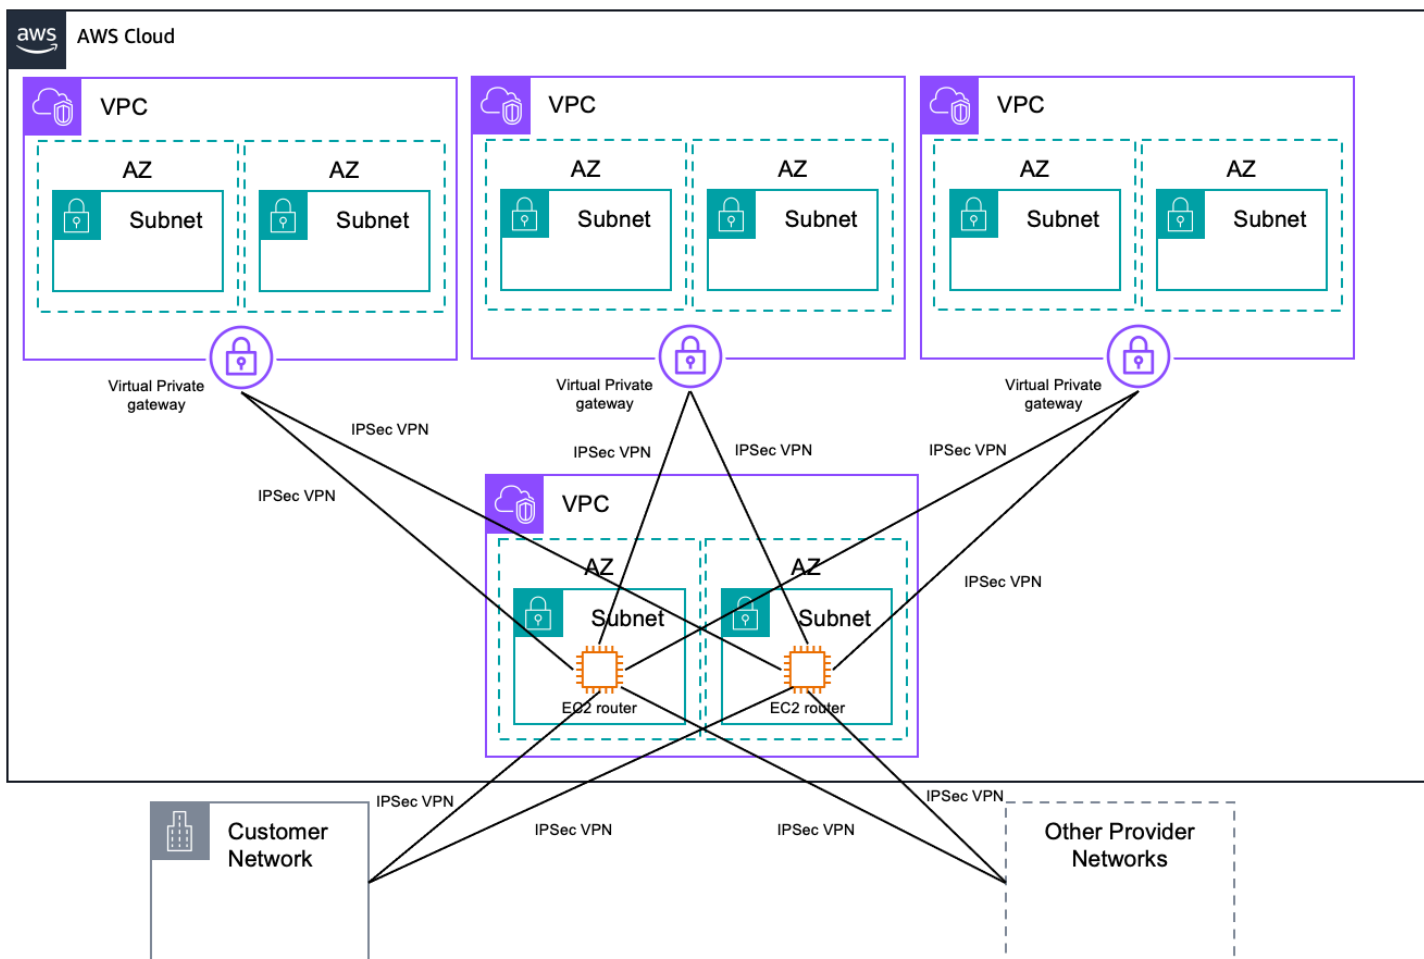 aws
AWS Cloud
VPC
AZ
Subnet
AZ
Subnet
Virtual Private
gateway
VPC
AZ
Subnet
AZ
Subnet
Virtual Private
gateway
VPC
AZ
Subnet
AZ
Subnet
Virtual Private
gateway
IPSec VPN
IPSec VPN
IPSec VPN
IPSec VPN
IPSec VPN
IPSec VPN
VPC
AZ
Subnet
EC2 router
AZ
Subnet
EC2 router
IPSec VPN
IPSec VPN
IPSec VPN
IPSec VPN
Customer
Network
Other Provider
Networks